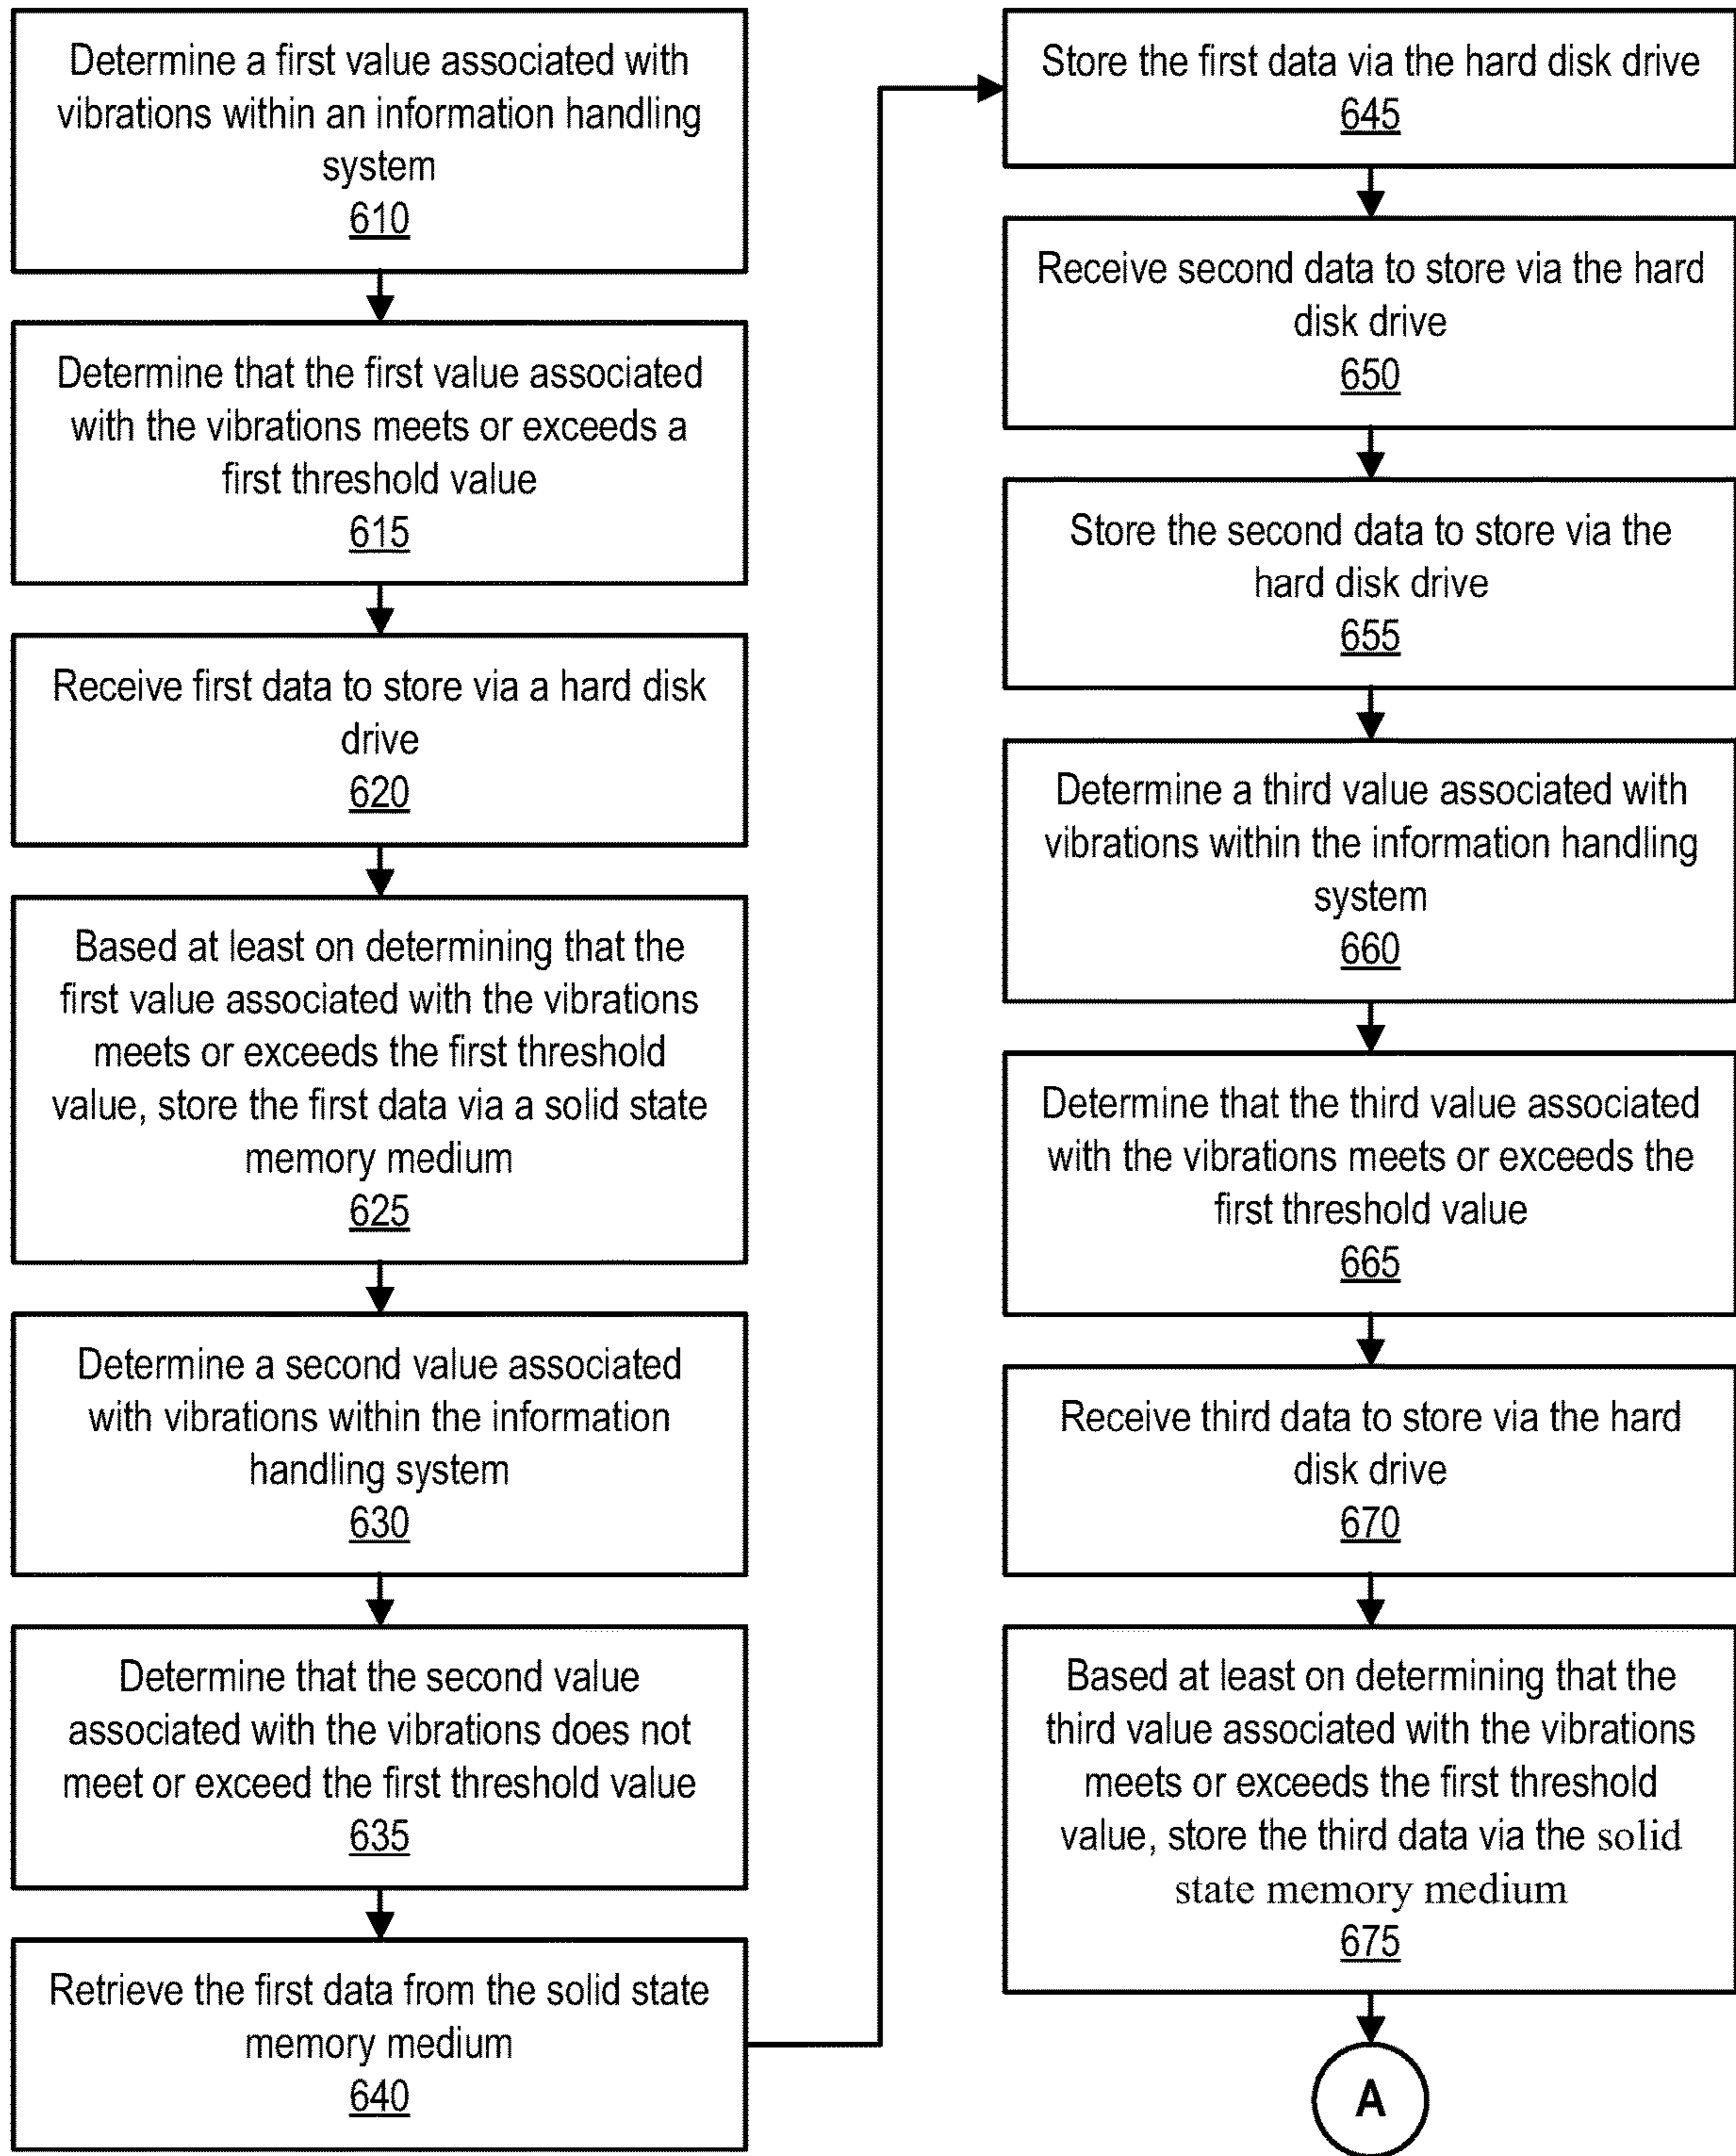 Determine a first value associated with
vibrations within an information handling
system
610
Determine that the first value associated
with the vibrations meets or exceeds a
first threshold value
615
Receive first data to store via a hard disk
drive
620
Based at least on determining that the
first value associated with the vibrations
meets or exceeds the first threshold
value, store the first data via a solid state
memory medium
625
Determine a second value associated
with vibrations within the information
handling system
630
Determine that the second value
associated with the vibrations does not
meet or exceed the first threshold value
635
Retrieve the first data from the solid state
memory medium
640
Store the first data via the hard disk drive
645
Receive second data to store via the hard
disk drive
650
Store the second data to store via the
hard disk drive
655
Determine a third value associated with
vibrations within the information handling
system
660
Determine that the third value associated
with the vibrations meets or exceeds the
first threshold value
665
Receive third data to store via the hard
disk drive
670
Based at least on determining that the
third value associated with the vibrations
meets or exceeds the first threshold
value, store the third data via the solid
state memory medium
675
A